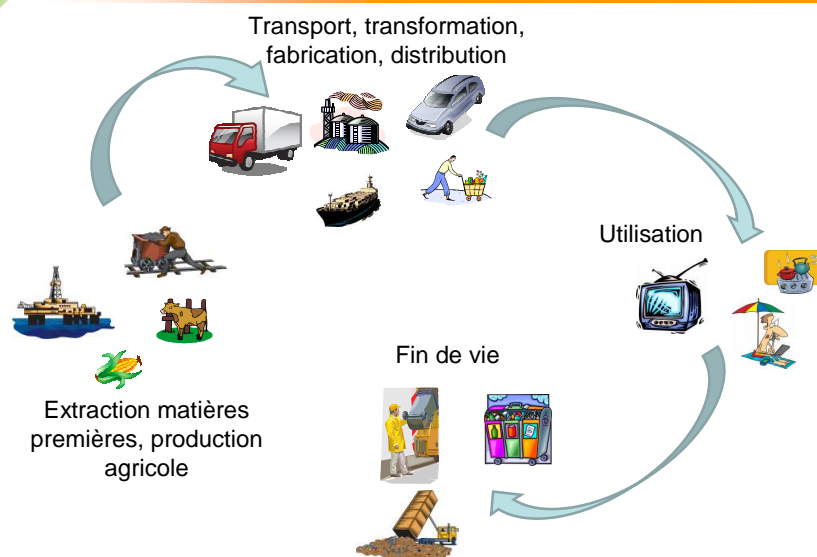 Transport, transformation,
fabrication, distribution
Utilisation
Fin de vie
Extraction matières
premières, production
agricole